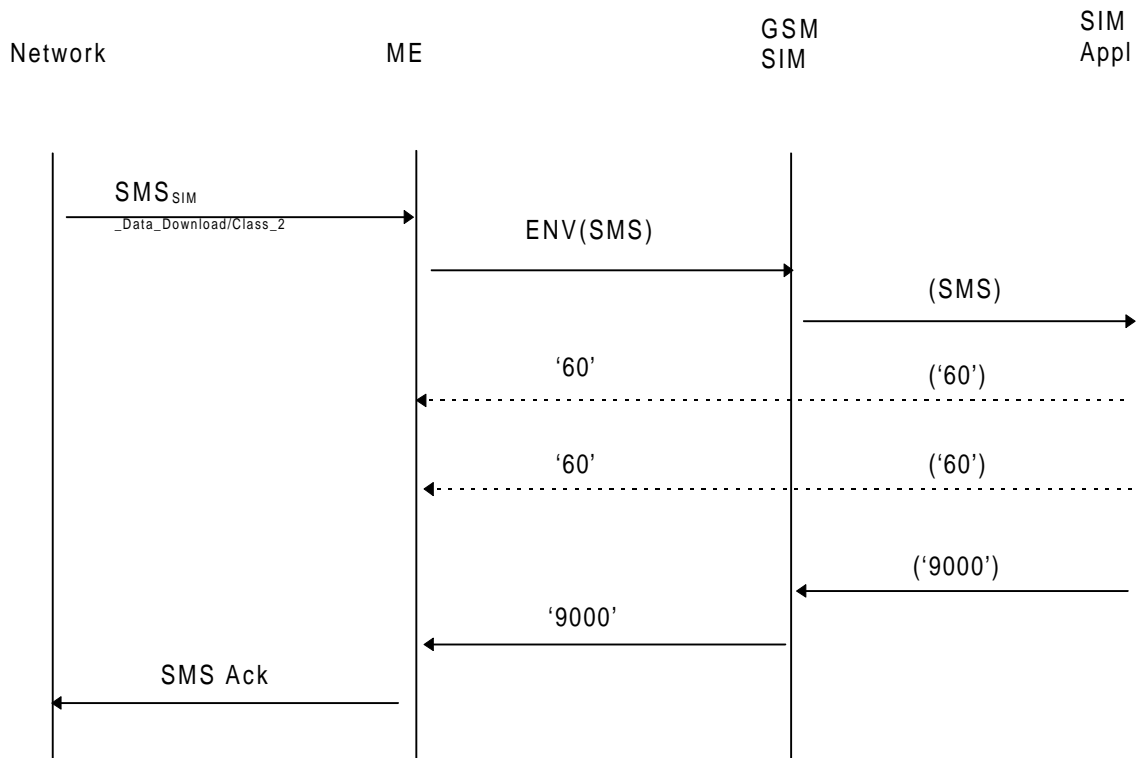 Network
ME
GSM
SIM
SIM
Appl
SMSSIM
_Data_Download/Class_2
ENV(SMS)
(SMS)
‘60’
(‘60’)
‘60’
(‘60’)
(‘9000’)
‘9000’
SMS Ack